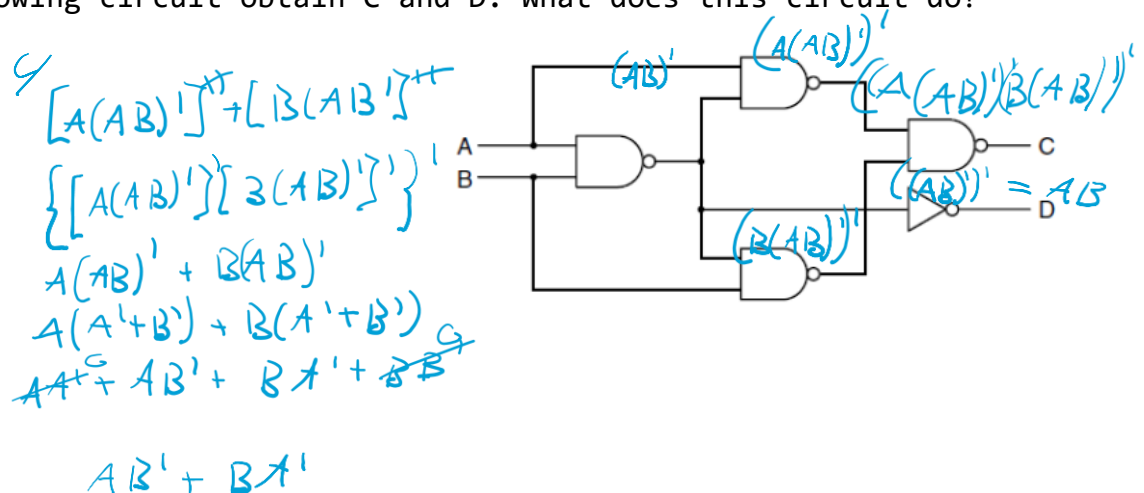 owing circuit obtain C and D. What does this circuit do?
[A(AB)']'' + [B(AB']''
{[A(AB)']'[B(AB)']'}'
A(AB)' + B(AB)'
A(A'+B') + B(A'+B')
AA' + AB' + BA' + BB'
AB' + BA'
(AB)'
(A(AB)')'
((A(AB)')'(B(AB)')'
A
B
C
((AB)')' = AB
D
(B(AB)')'